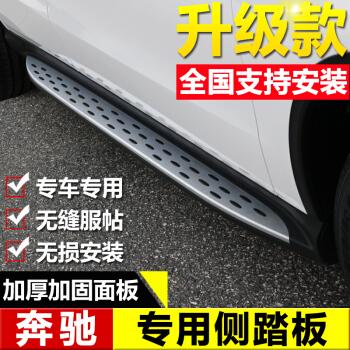 升级款
全国支持安装
专车专用
无缝服帖
无损安装
加厚加固面板
奔驰
专用侧踏板